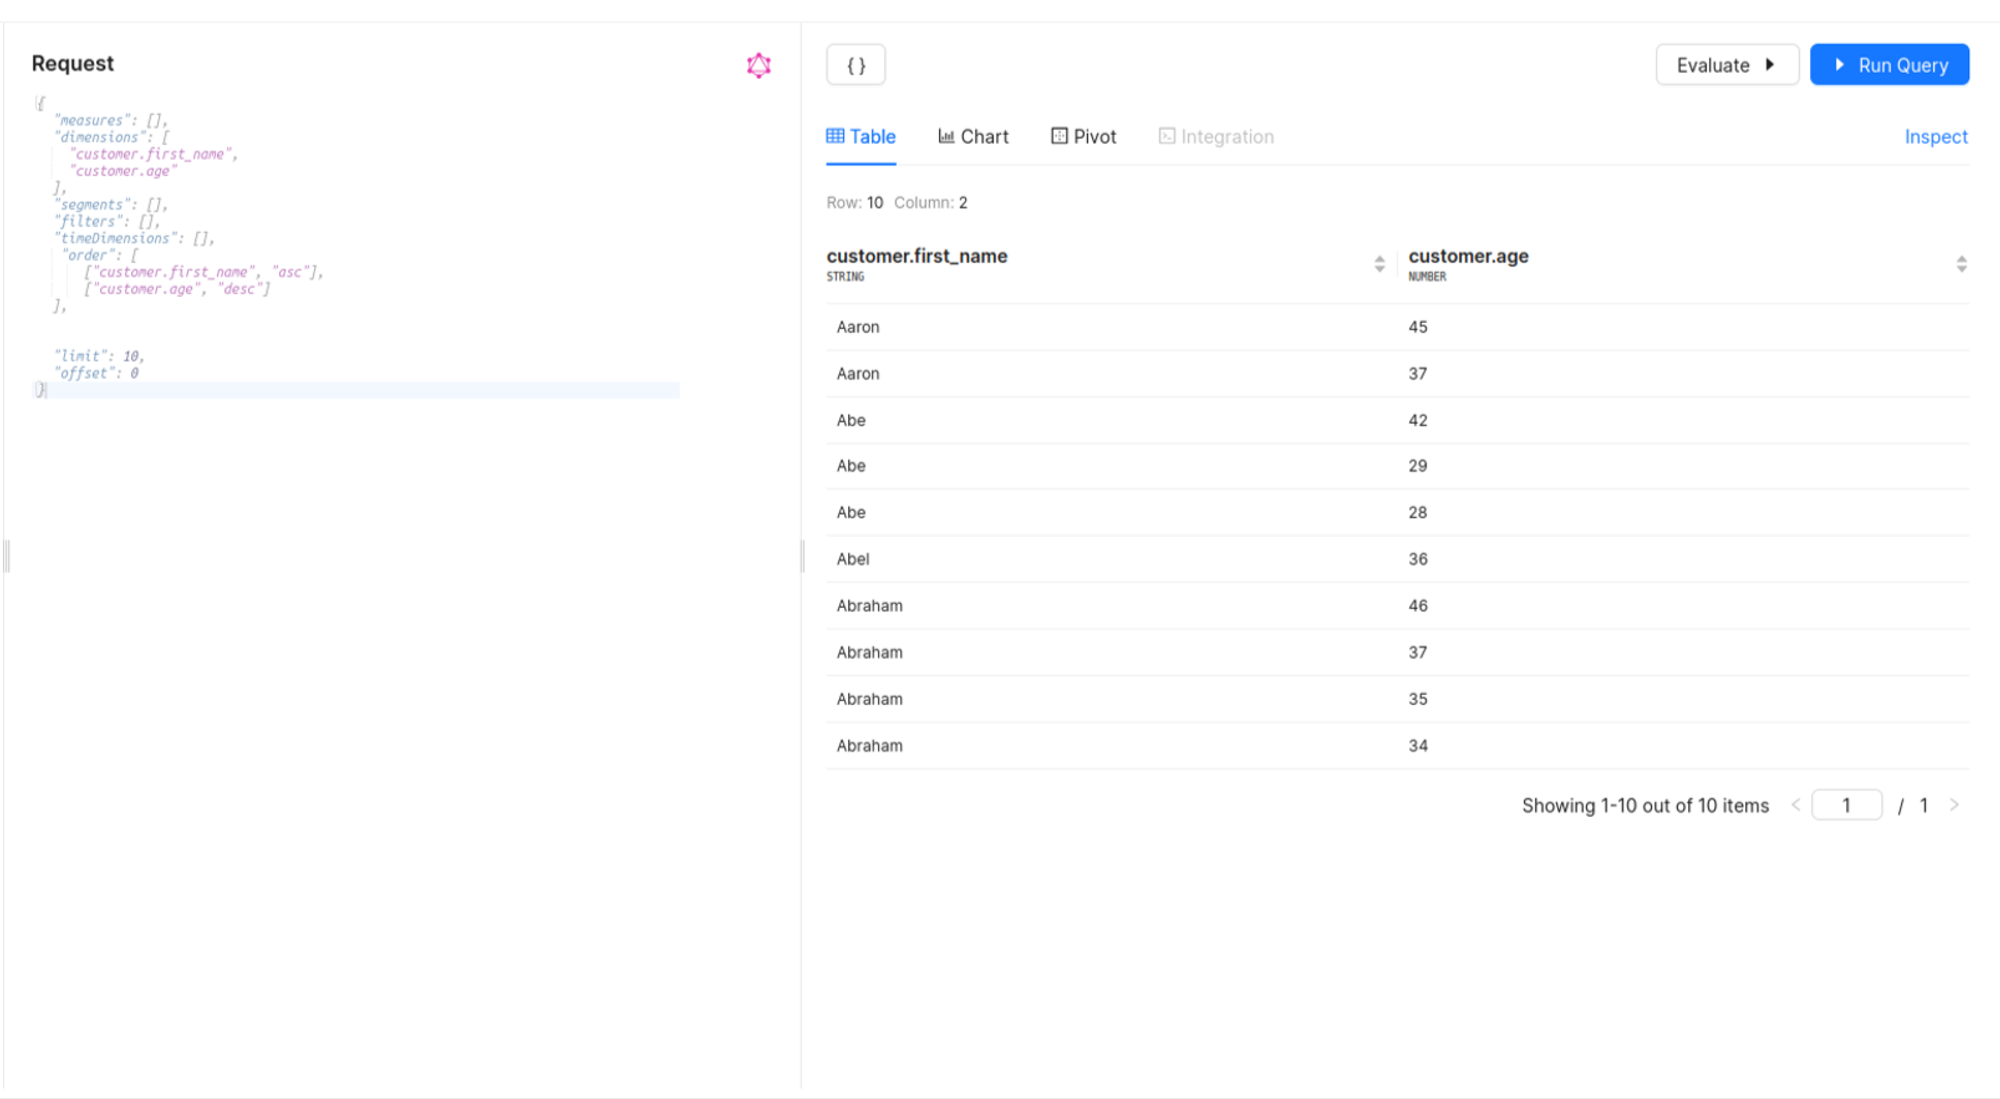 Request
{
"measures": [],
"dimensions": [
"customer.first_name",
"customer.age"
],
"segments": [],
"filters": [],
"timeDimensions": [],
"order": [
["customer.first_name", "asc"],
["customer.age", "desc"]
],
"limit": 10,
"offset": 0
}
{ }
Evaluate
Run Query
Table Chart Pivot Integration
Inspect
Row: 10 Column: 2
customer.first_name customer.age
STRING NUMBER
Aaron 45
Aaron 37
Abe 42
Abe 29
Abe 28
Abel 36
Abraham 46
Abraham 37
Abraham 35
Abraham 34
Showing 1-10 out of 10 items < 1 / 1 >